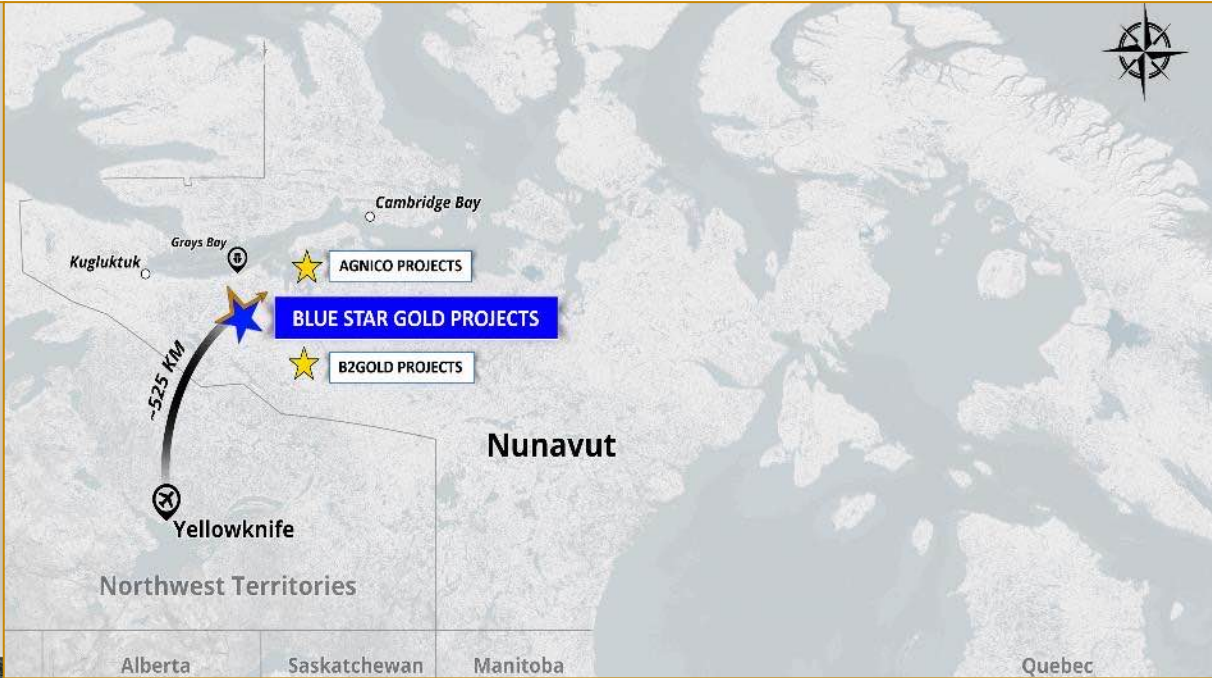 Cambridge Bay
Grays Bay
Kugluktuk
AGNICO PROJECTS
BLUE STAR GOLD PROJECTS
B2GOLD PROJECTS
~525 KM
Nunavut
Yellowknife
Northwest Territories
Alberta
Saskatchewan
Manitoba
Quebec